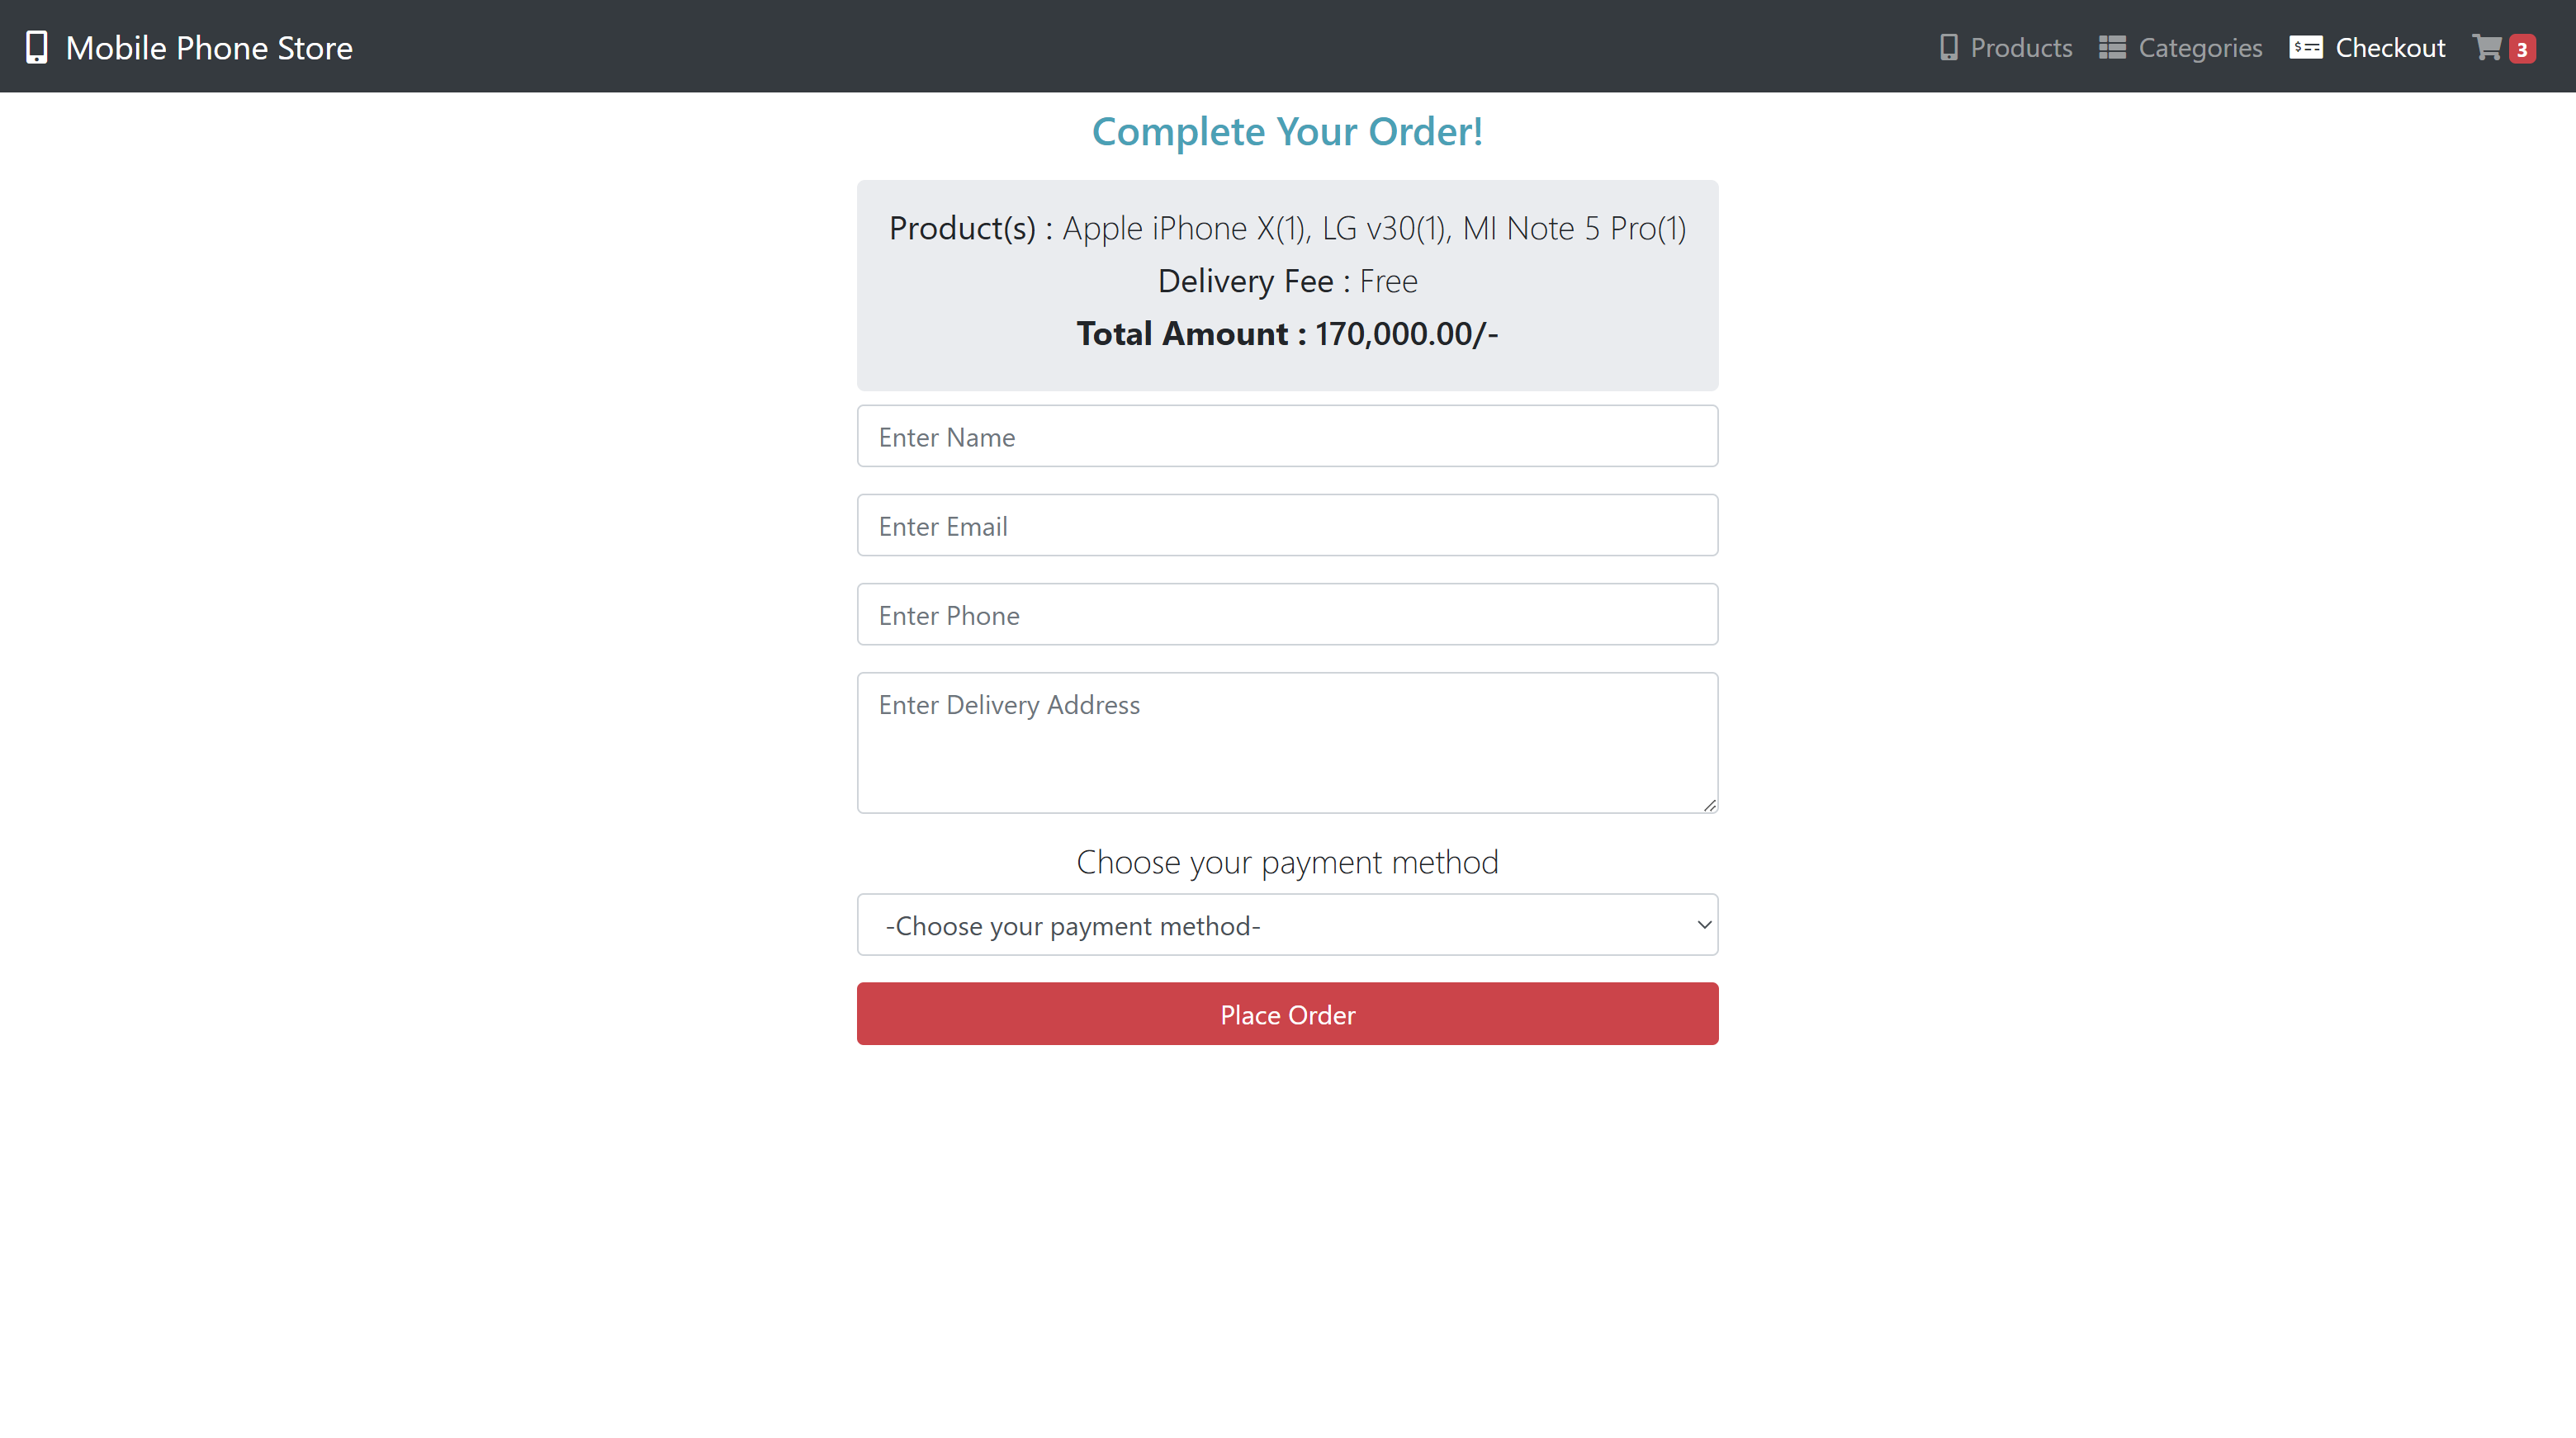 Mobile Phone Store
Products Categories Checkout 3
Complete Your Order!
Product(s) : Apple iPhone X(1), LG v30(1), MI Note 5 Pro(1)
Delivery Fee : Free
Total Amount : 170,000.00/-
Enter Name
Enter Email
Enter Phone
Enter Delivery Address
Choose your payment method
-Choose your payment method-
Place Order